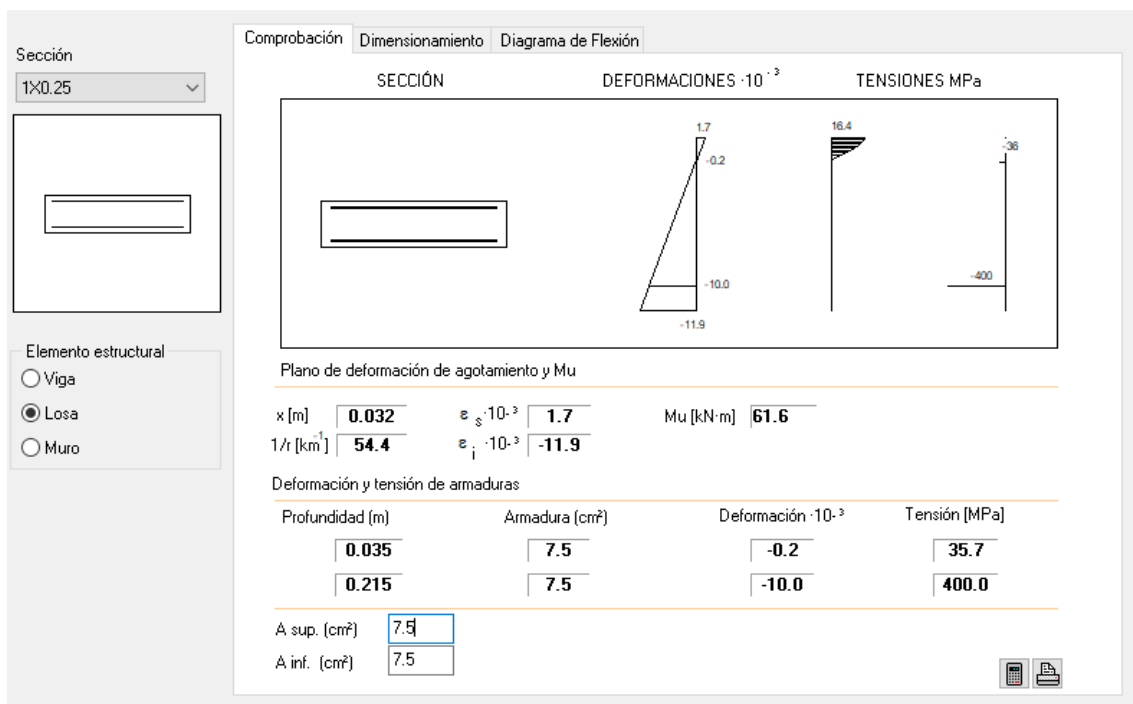 Comprobación Dimensionamiento Diagrama de Flexión
Sección
1X0.25
SECCIÓN DEFORMACIONES ·10⁻³ TENSIONES MPa
1.7 16.4
-0.2 -36
-10.0 -400
-11.9
Elemento estructural
Viga
Losa
Muro
Plano de deformación de agotamiento y Mu
x [m] 0.032 ε s ·10-³ 1.7 Mu [kN·m] 61.6
1/r [km⁻¹] 54.4 ε i ·10-³ -11.9
Deformación y tensión de armaduras
Profundidad (m) Armadura (cm²) Deformación ·10-³ Tensión [MPa]
0.035 7.5 -0.2 35.7
0.215 7.5 -10.0 400.0
A sup. (cm²) 7.5
A inf. (cm²) 7.5